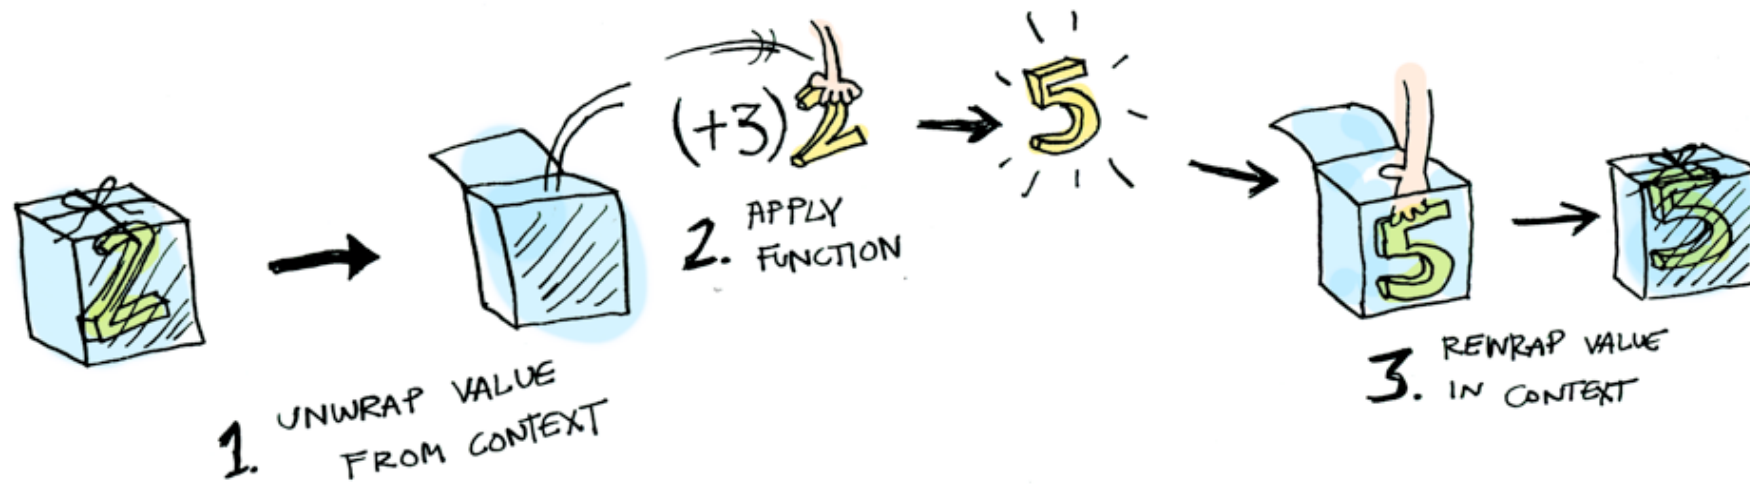 2
1. UNWRAP VALUE
FROM CONTEXT
(+3) 2
2. APPLY
FUNCTION
5
5
3. REWRAP VALUE
IN CONTEXT
5